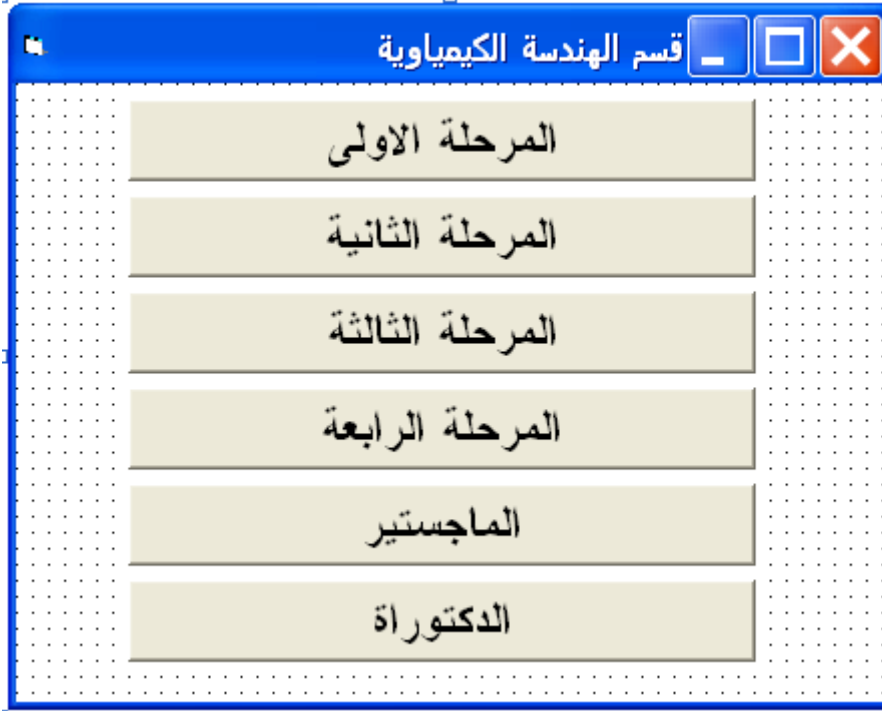 قسم الهندسة الكيمياوية
المرحلة الاولى
المرحلة الثانية
المرحلة الثالثة
المرحلة الرابعة
الماجستير
الدكتوراة